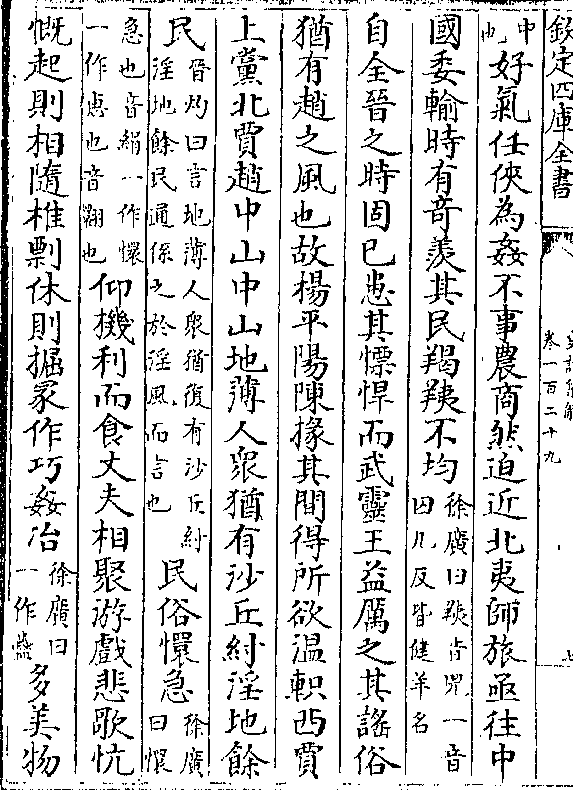 欽定四庫全書
卷一百二十九
中也好氣任俠為姦不事農商然迫近北夷師旅亟往中
國委輸時有奇羨其民羯羠不均徐廣曰羠音兕一音四几反皆健羊名
自全晉之時固已患其慓悍而武靈王益厲之其謠俗
猶有趙之風也故楊平陽陳掾其間得所欲溫軹西賈
上黨北賈趙中山中山地薄人衆猶有沙丘紂淫地餘
民晉灼曰言地薄人衆猶復有沙丘紂淫地餘民通係之於淫風而言也民俗懁急徐廣曰懁
急也音絹一作懁一作惠也音翾也仰機利而食丈夫相聚游戲悲歌忼
慨起則相隨椎剽休則掘冡作巧姦冶徐廣曰一作蠱多美物